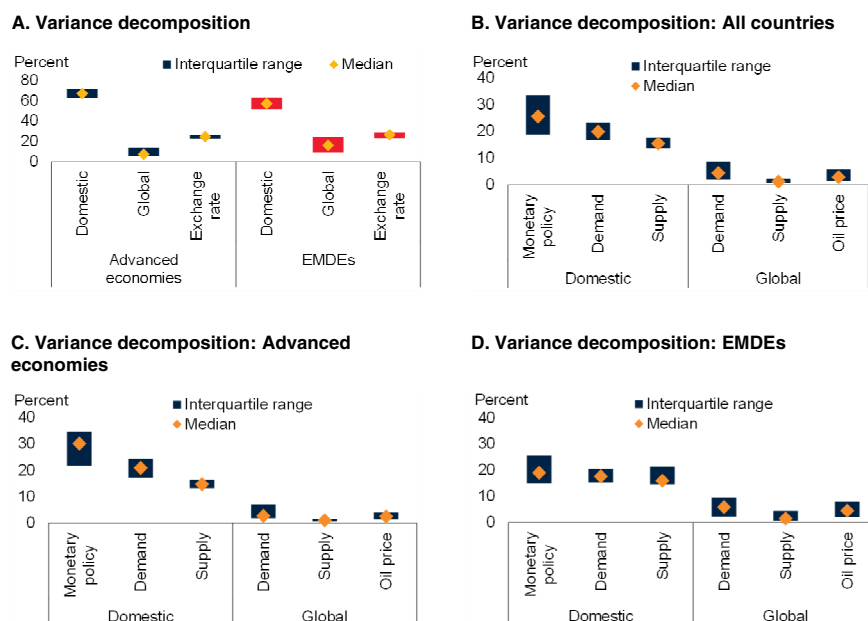 A. Variance decomposition
Percent
Interquartile range
Median
80
60
40
20
0
Domestic
Global
Exchange
rate
Domestic
Global
Exchange
rate
Advanced
economies
EMDEs
B. Variance decomposition: All countries
Percent
Interquartile range
Median
40
30
20
10
0
Monetary
policy
Demand
Supply
Demand
Supply
Oil price
Domestic
Global
C. Variance decomposition: Advanced
economies
Percent
Interquartile range
Median
40
30
20
10
0
Monetary
policy
Demand
Supply
Demand
Supply
Oil price
Domestic
Global
D. Variance decomposition: EMDEs
Percent
Interquartile range
Median
40
30
20
10
0
Monetary
policy
Demand
Supply
Demand
Supply
Oil price
Domestic
Global